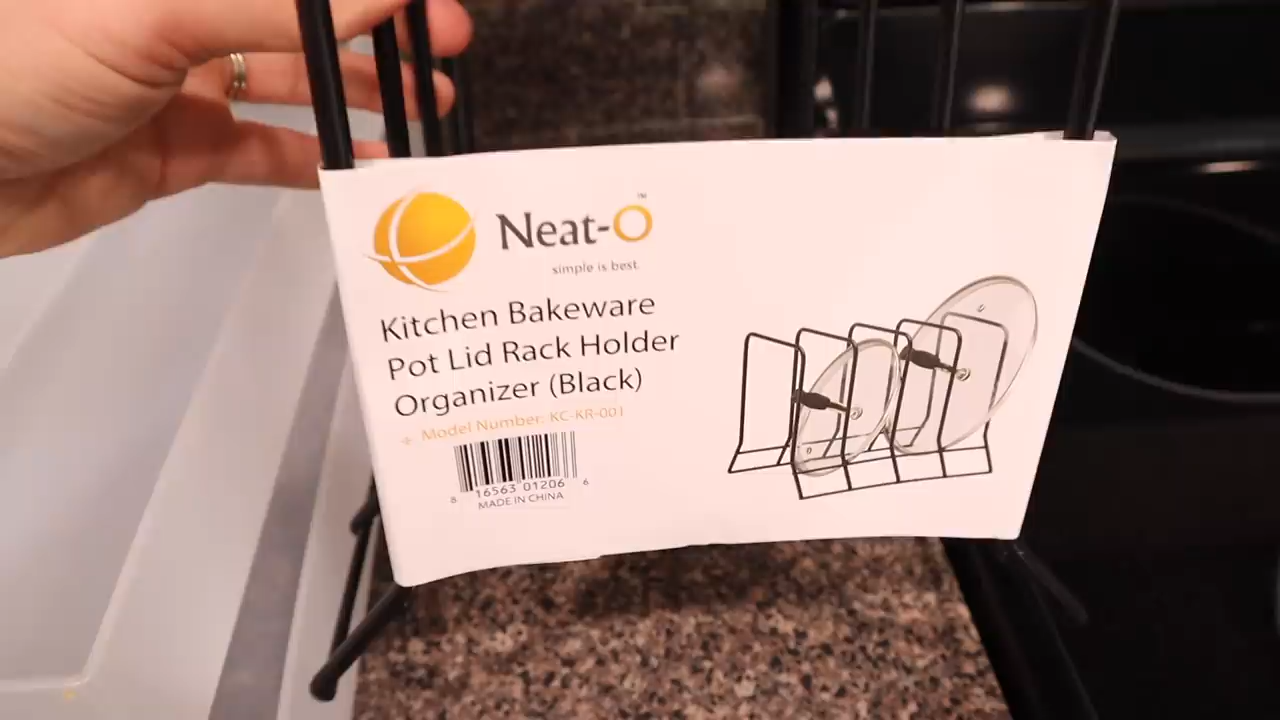 Neat-O™
simple is best.
Kitchen Bakeware
Pot Lid Rack Holder
Organizer (Black)
Model Number: KC-KR-001
8 16563 01206 6
MADE IN CHINA